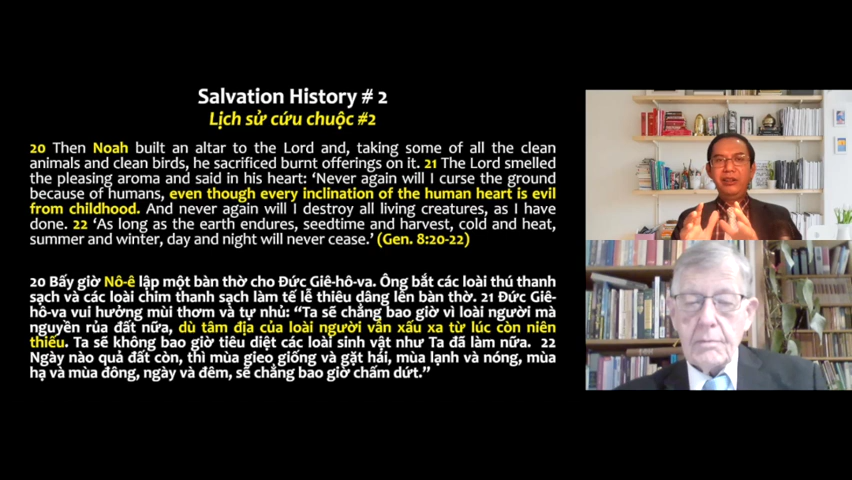 Salvation History # 2
Lịch sử cứu chuộc #2
20 Then Noah built an altar to the Lord and, taking some of all the clean
animals and clean birds, he sacrificed burnt offerings on it. 21 The Lord smelled
the pleasing aroma and said in his heart: ‘Never again will I curse the ground
because of humans, even though every inclination of the human heart is evil
from childhood. And never again will I destroy all living creatures, as I have
done. 22 ‘As long as the earth endures, seedtime and harvest, cold and heat,
summer and winter, day and night will never cease.’ (Gen. 8:20-22)
20 Bấy giờ Nô-ê lập một bàn thờ cho Đức Giê-hô-va. Ông bắt các loài thú thanh
sạch và các loài chim thanh sạch làm tế lễ thiêu dâng lên bàn thờ. 21 Đức Giê-
hô-va vui hưởng mùi thơm và tự nhủ: “Ta sẽ chẳng bao giờ vì loài người mà
nguyền rủa đất nữa, dù tâm địa của loài người vẫn xấu xa từ lúc còn niên
thiếu. Ta sẽ không bao giờ tiêu diệt các loài sinh vật như Ta đã làm nữa. 22
Ngày nào quả đất còn, thì mùa gieo giống và gặt hái, mùa lạnh và nóng, mùa
hạ và mùa đông, ngày và đêm, sẽ chẳng bao giờ chấm dứt.”